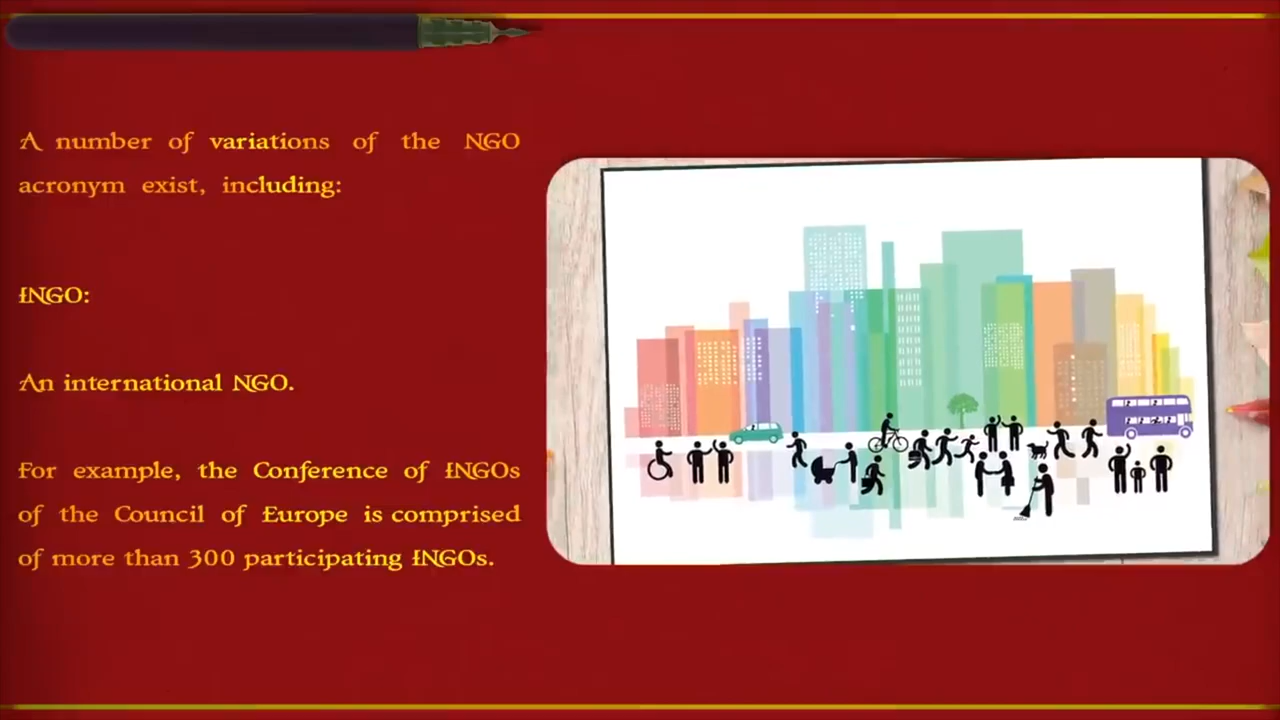 A number of variations of the NGO
acronym exist, including:
INGO:
An international NGO.
For example, the Conference of INGOs
of the Council of Europe is comprised
of more than 300 participating INGOs.